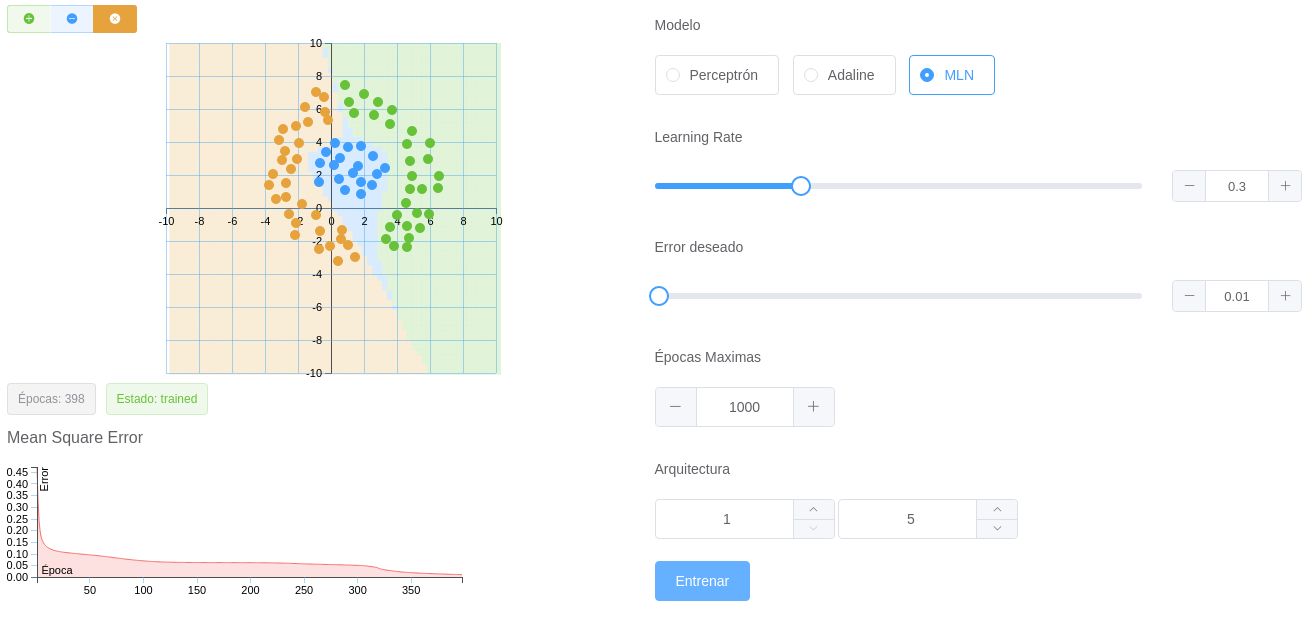 Modelo
Perceptrón
Adaline
MLN
Learning Rate
0.3
Error deseado
0.01
Épocas Maximas
1000
Arquitectura
1
5
Entrenar
10
8
6
4
2
0
-2
-4
-6
-8
-10
-10 -8 -6 -4 -2 0 2 4 6 8 10
Épocas: 398
Estado: trained
Mean Square Error
Error
0.45
0.40
0.35
0.30
0.25
0.20
0.15
0.10
0.05
0.00
Época
50 100 150 200 250 300 350